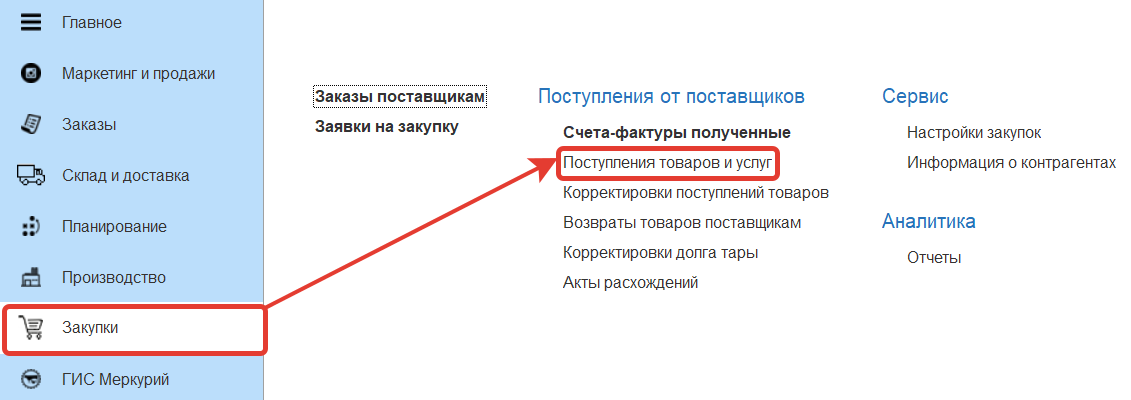 Главное
Маркетинг и продажи
Заказы
Склад и доставка
Планирование
Производство
Закупки
ГИС Меркурий
Заказы поставщикам
Заявки на закупку
Поступления от поставщиков
Счета-фактуры полученные
Поступления товаров и услуг
Корректировки поступлений товаров
Возвраты товаров поставщикам
Корректировки долга тары
Акты расхождений
Сервис
Настройки закупок
Информация о контрагентах
Аналитика
Отчеты